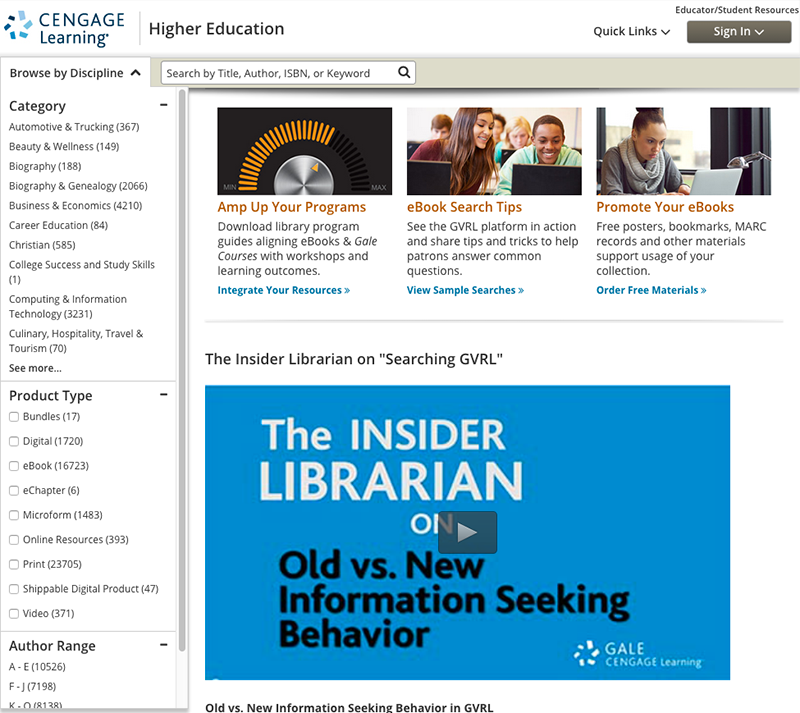 Educator/Student Resources
CENGAGE
Learning
Higher Education
Quick Links
Sign In
Browse by Discipline
Search by Title, Author, ISBN, or Keyword
Category
Automotive & Trucking (367)
Beauty & Wellness (149)
Biography (188)
Biography & Genealogy (2066)
Business & Economics (4210)
Career Education (84)
Christian (585)
College Success and Study Skills
(1)
Computing & Information
Technology (3231)
Culinary, Hospitality, Travel &
Tourism (70)
See more...
Product Type
Bundles (17)
Digital (1720)
eBook (16723)
eChapter (6)
Microform (1483)
Online Resources (393)
Print (23705)
Shippable Digital Product (47)
Video (371)
Author Range
A - E (10526)
F - J (7198)
K - O (8138)
MIN
MAX
Amp Up Your Programs
Download library program
guides aligning eBooks & Gale
Courses with workshops and
learning outcomes.
Integrate Your Resources »
eBook Search Tips
See the GVRL platform in action
and share tips and tricks to help
patrons answer common
questions.
View Sample Searches »
Promote Your eBooks
Free posters, bookmarks, MARC
records and other materials
support usage of your
collection.
Order Free Materials »
The Insider Librarian on "Searching GVRL"
The INSIDER
LIBRARIAN
ON
Old vs. New
Information Seeking
Behavior
GALE
CENGAGE Learning
Old vs. New Information Seeking Behavior in GVRL